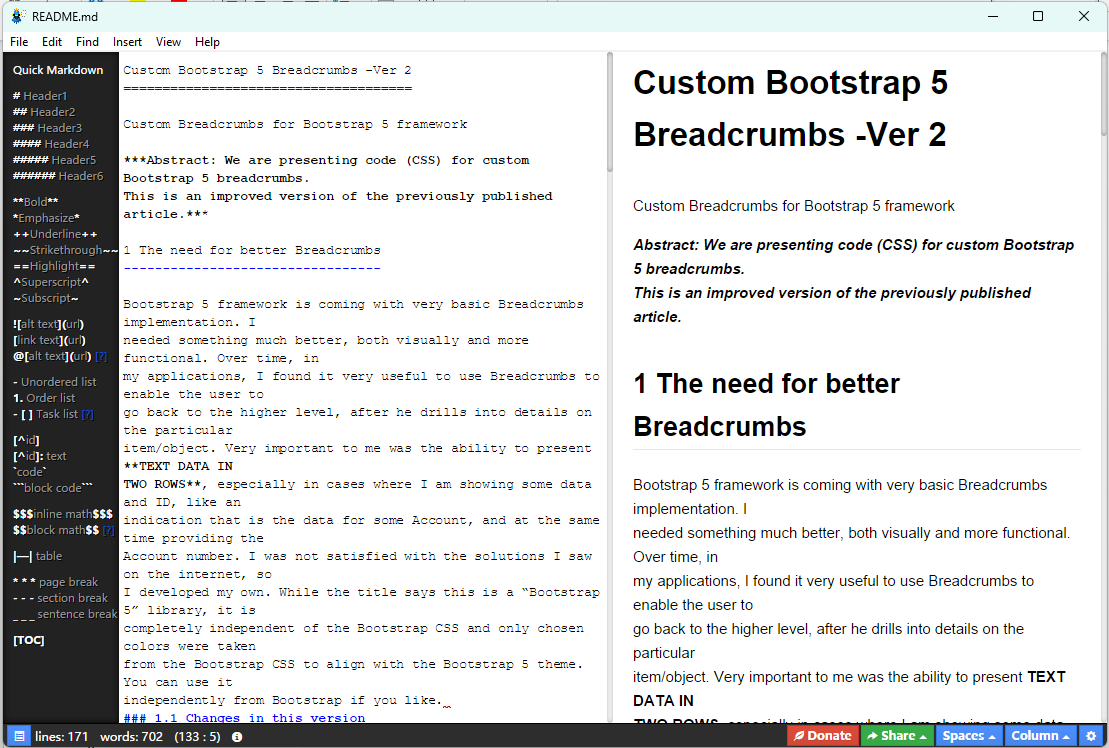 README.md
File Edit Find Insert View Help
Quick Markdown
# Header1
## Header2
### Header3
#### Header4
##### Header5
###### Header6
**Bold**
*Emphasize*
++Underline++
~~Strikethrough~~
==Highlight==
^Superscript^
~Subscript~
![alt text](url)
[link text](url)
@[alt text](url) [?]
- Unordered list
1. Order list
- [ ] Task list [?]
[^id]
[^id]: text
`code`
```block code```
$$$inline math$$$
$$block math$$ [?]
|—| table
* * * page break
- - - section break
_ _ _ sentence break
[TOC]
Custom Bootstrap 5 Breadcrumbs -Ver 2
=====================================
Custom Breadcrumbs for Bootstrap 5 framework
***Abstract: We are presenting code (CSS) for custom
Bootstrap 5 breadcrumbs.
This is an improved version of the previously published
article.***
1 The need for better Breadcrumbs
---------------------------------
Bootstrap 5 framework is coming with very basic Breadcrumbs
implementation. I
needed something much better, both visually and more
functional. Over time, in
my applications, I found it very useful to use Breadcrumbs to
enable the user to
go back to the higher level, after he drills into details on
the particular
item/object. Very important to me was the ability to present
**TEXT DATA IN
TWO ROWS**, especially in cases where I am showing some data
and ID, like an
indication that is the data for some Account, and at the same
time providing the
Account number. I was not satisfied with the solutions I saw
on the internet, so
I developed my own. While the title says this is a “Bootstrap
5” library, it is
completely independent of the Bootstrap CSS and only chosen
colors were taken
from the Bootstrap CSS to align with the Bootstrap 5 theme.
You can use it
independently from Bootstrap if you like.
### 1.1 Changes in this version
Custom Bootstrap 5
Breadcrumbs -Ver 2
Custom Breadcrumbs for Bootstrap 5 framework
Abstract: We are presenting code (CSS) for custom Bootstrap
5 breadcrumbs.
This is an improved version of the previously published
article.
1 The need for better
Breadcrumbs
Bootstrap 5 framework is coming with very basic Breadcrumbs
implementation. I
needed something much better, both visually and more functional.
Over time, in
my applications, I found it very useful to use Breadcrumbs to
enable the user to
go back to the higher level, after he drills into details on the
particular
item/object. Very important to me was the ability to present TEXT
DATA IN
TWO ROWS, especially in cases where I am showing some data
lines: 171 words: 702 (133 : 5)
Donate Share Spaces Column